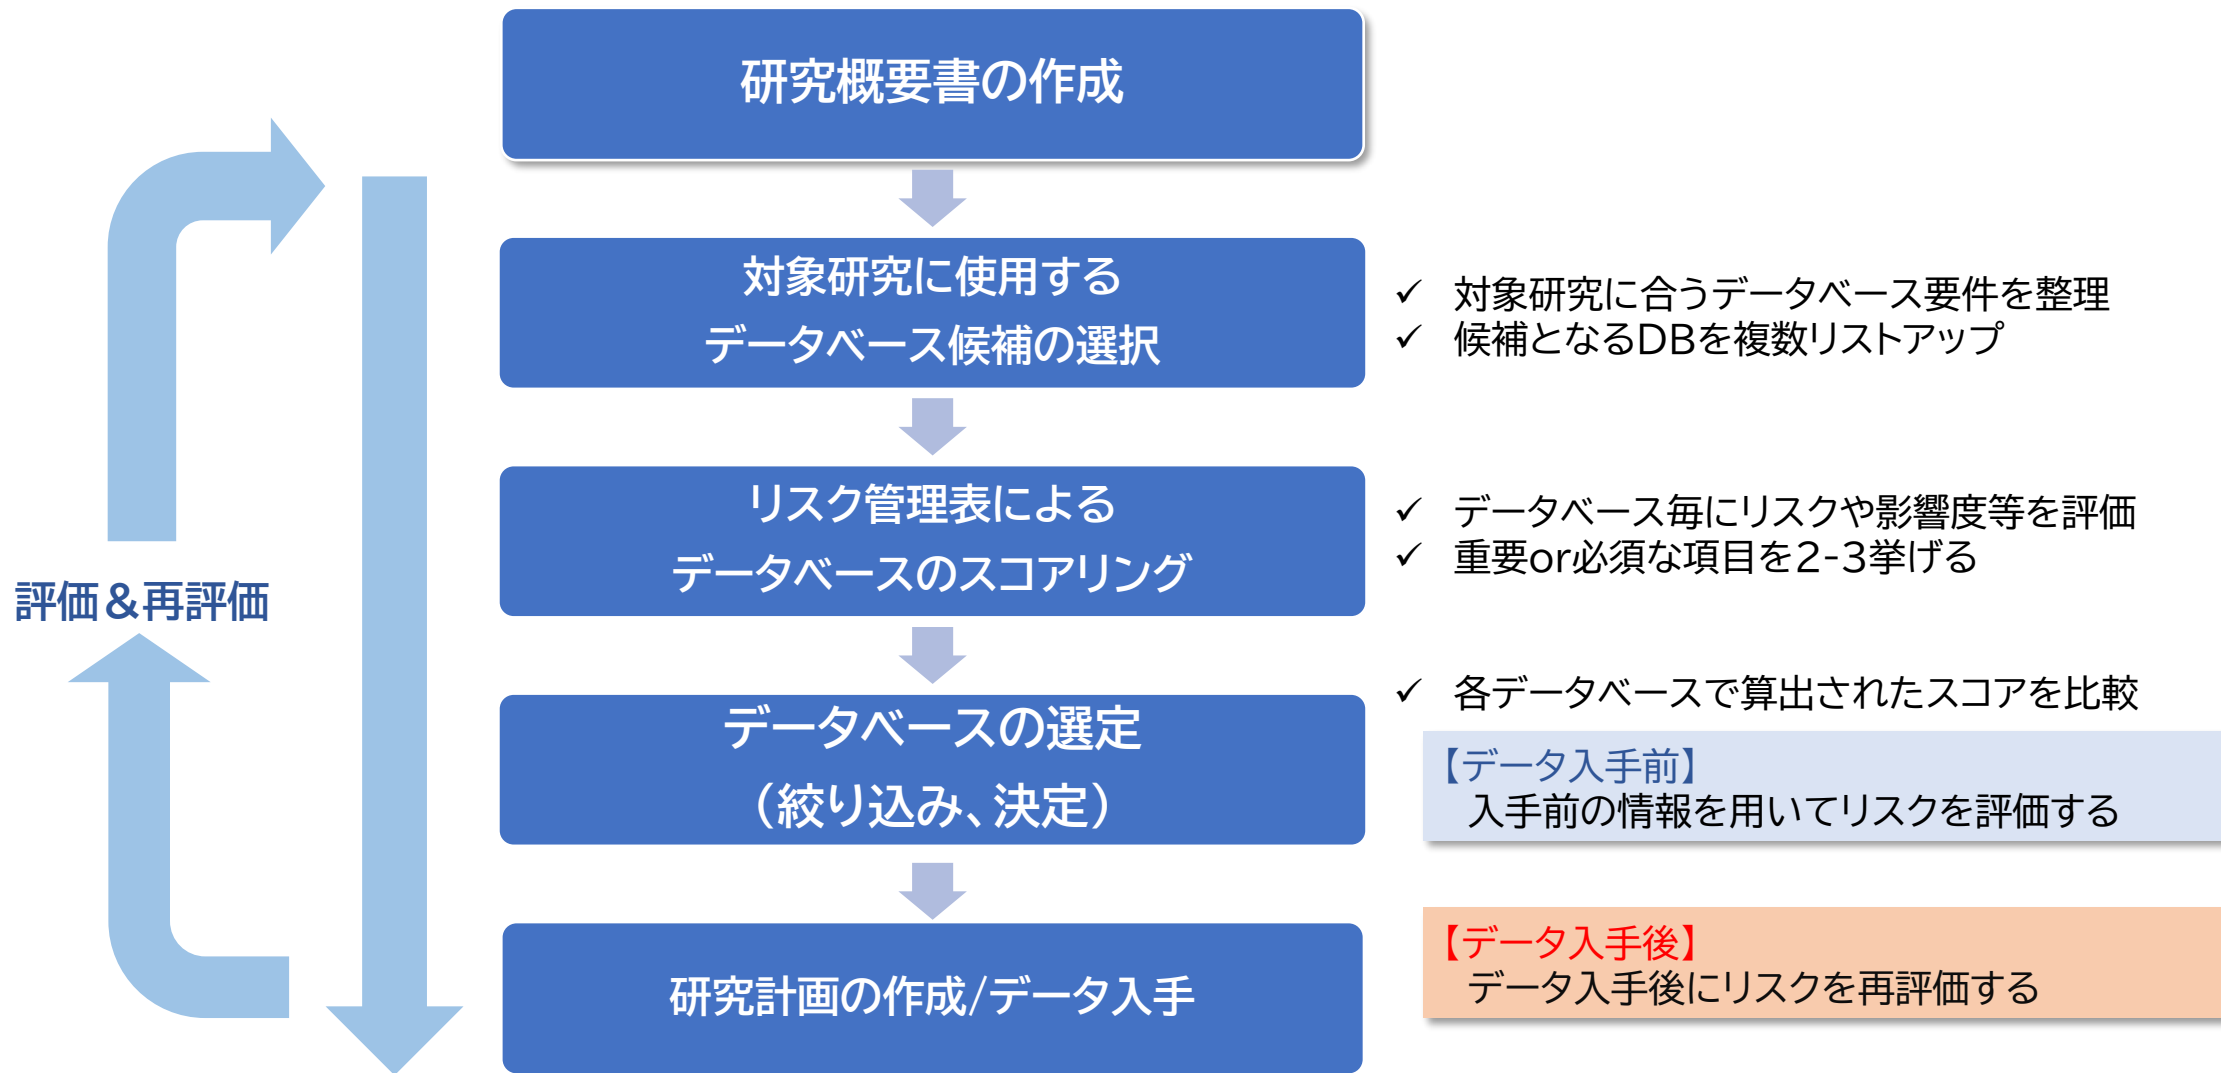 研究概要書の作成
対象研究に使用する
データベース候補の選択
✓ 対象研究に合うデータベース要件を整理
✓ 候補となるDBを複数リストアップ
リスク管理表による
データベースのスコアリング
✓ データベース毎にリスクや影響度等を評価
✓ 重要or必須な項目を2-3挙げる
評価&再評価
データベースの選定
(絞り込み、決定)
✓ 各データベースで算出されたスコアを比較
【データ入手前】
入手前の情報を用いてリスクを評価する
研究計画の作成/データ入手
【データ入手後】
データ入手後にリスクを再評価する